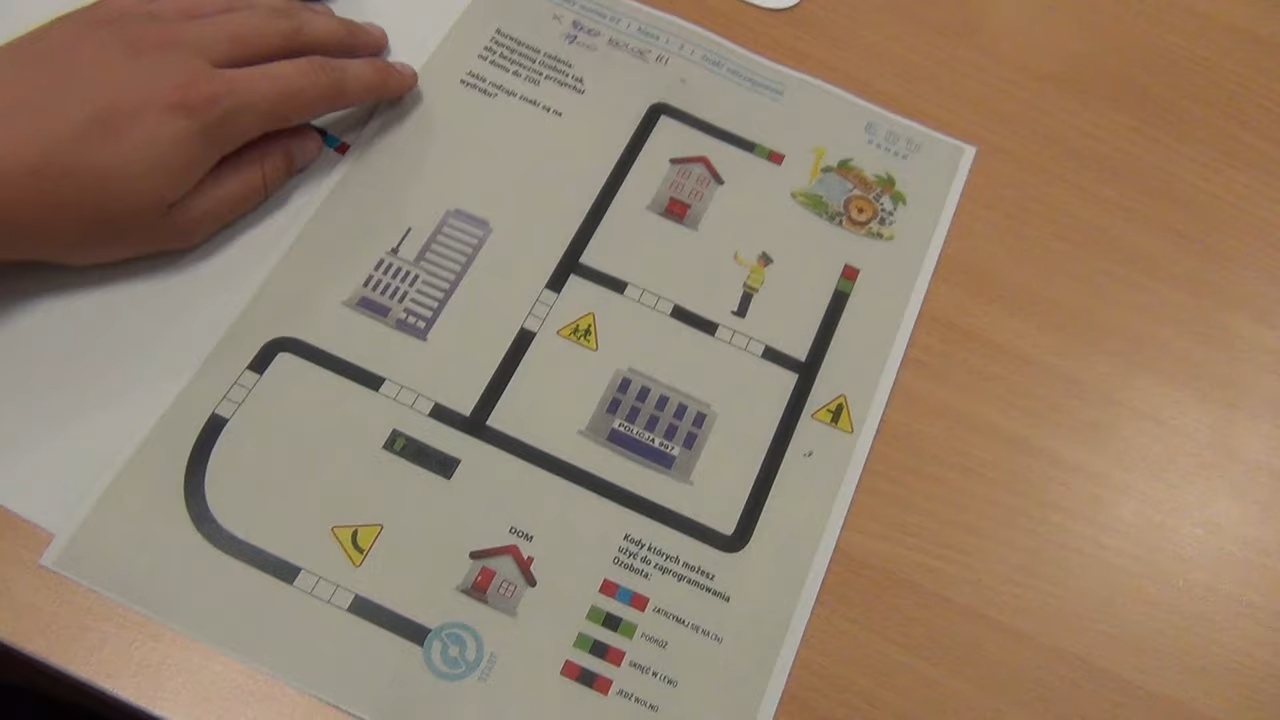 Rozwiązanie zadania:
Zaprogramuj Ozobota tak,
aby bezpiecznie przejechał
od domu do ZOO.
Jakie rodzaje znaki są na
wydruku?
POLICJA 997
DOM
START
Kody których możesz
użyć do zaprogramowania
Ozobota:
ZATRZYMAJ SIĘ NA (3s)
PODRÓŻ
SKRĘĆ W LEWO
JEDŹ WOLNO